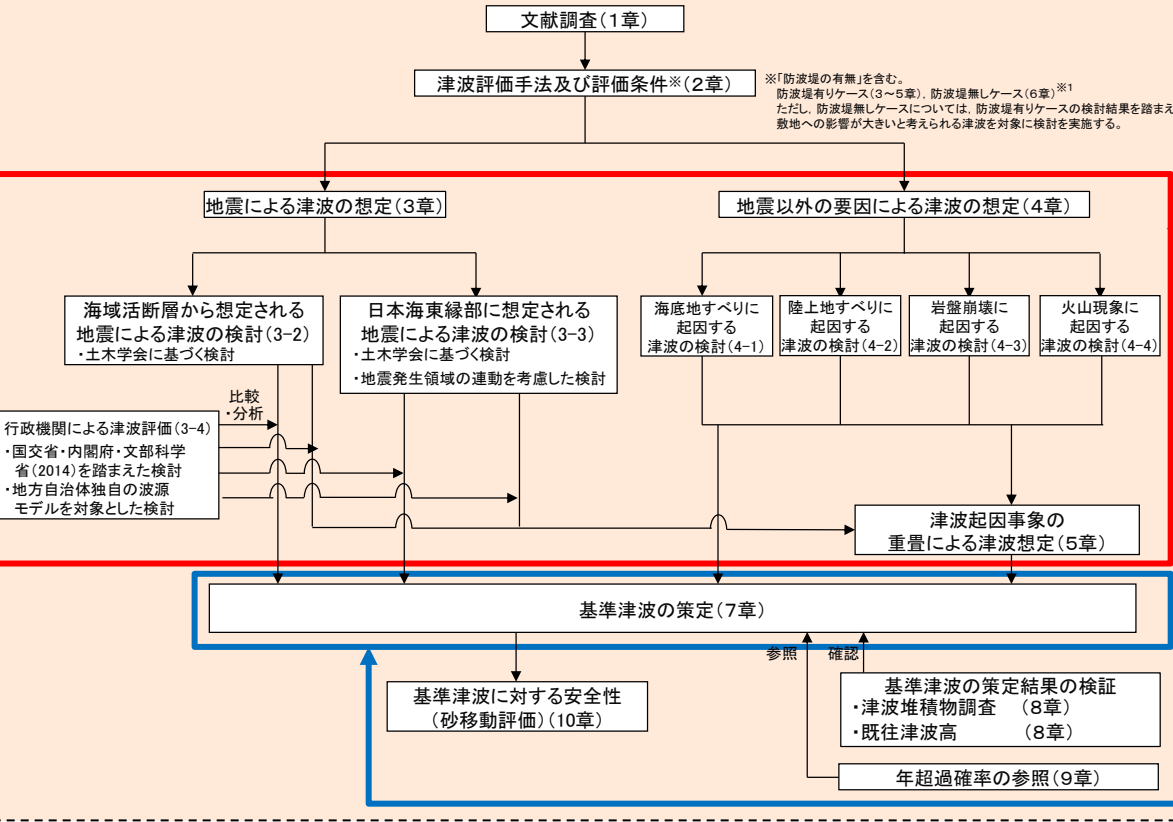 文献調査(1章)
津波評価手法及び評価条件※(2章)
※「防波堤の有無」を含む。
防波堤有りケース(3～5章), 防波堤無しケース(6章)※1
ただし, 防波堤無しケースについては, 防波堤有りケースの検討結果を踏まえ
敷地への影響が大きいと考えられる津波を対象に検討を実施する。
地震による津波の想定(3章)
地震以外の要因による津波の想定(4章)
海域活断層から想定される
地震による津波の検討(3-2)
・土木学会に基づく検討
日本海東縁部に想定される
地震による津波の検討(3-3)
・土木学会に基づく検討
・地震発生領域の連動を考慮した検討
海底地すべりに
起因する
津波の検討(4-1)
陸上地すべりに
起因する
津波の検討(4-2)
岩盤崩壊に
起因する
津波の検討(4-3)
火山現象に
起因する
津波の検討(4-4)
比較
・分析
行政機関による津波評価(3-4)
・国交省・内閣府・文部科学
省(2014)を踏まえた検討
・地方自治体独自の波源
モデルを対象とした検討
津波起因事象の
重畳による津波想定(5章)
基準津波の策定(7章)
参照
確認
基準津波に対する安全性
(砂移動評価)(10章)
基準津波の策定結果の検証
・津波堆積物調査 (8章)
・既往津波高 (8章)
年超過確率の参照(9章)